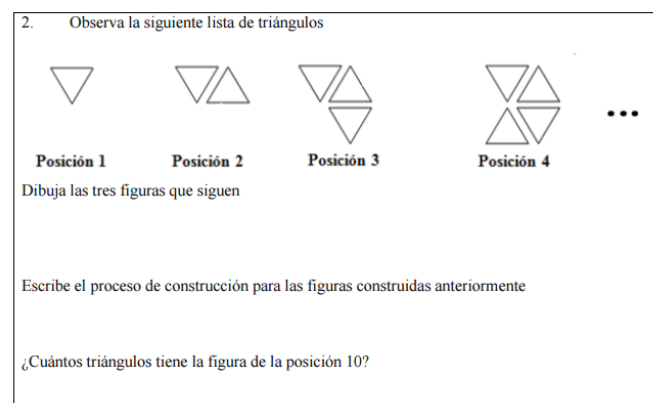 2. Observa la siguiente lista de triángulos
Posición 1 Posición 2 Posición 3 Posición 4
Dibuja las tres figuras que siguen
Escribe el proceso de construcción para las figuras construidas anteriormente
¿Cuántos triángulos tiene la figura de la posición 10?